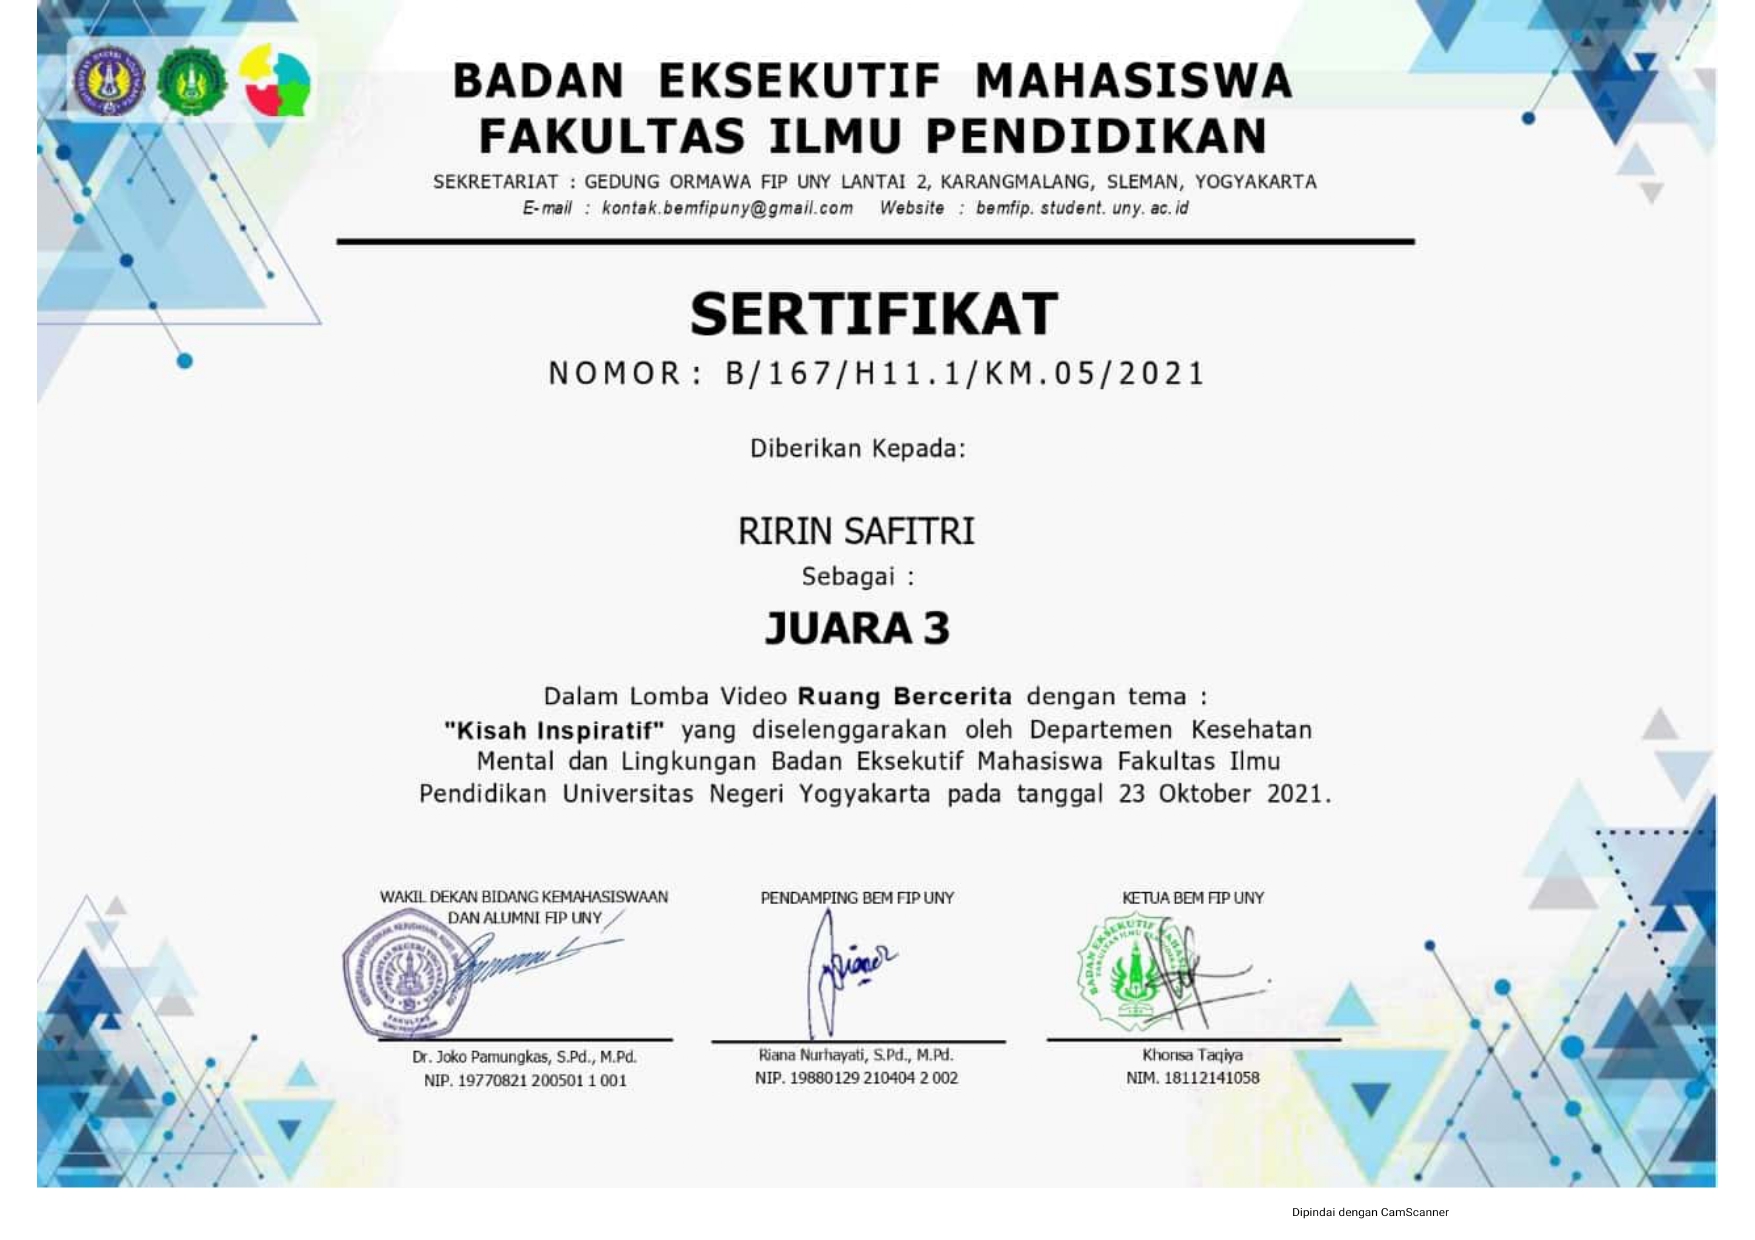 BADAN EKSEKUTIF MAHASISWA
FAKULTAS ILMU PENDIDIKAN
SEKRETARIAT : GEDUNG ORMAWA FIP UNY LANTAI 2, KARANGMALANG, SLEMAN, YOGYAKARTA
E-mail : kontak.bemfipuny@gmail.com Website : bemfip. student. uny. ac. id
SERTIFIKAT
NOMOR : B/167/H11.1/KM.05/2021
Diberikan Kepada:
RIRIN SAFITRI
Sebagai :
JUARA 3
Dalam Lomba Video Ruang Bercerita dengan tema :
"Kisah Inspiratif" yang diselenggarakan oleh Departemen Kesehatan
Mental dan Lingkungan Badan Eksekutif Mahasiswa Fakultas Ilmu
Pendidikan Universitas Negeri Yogyakarta pada tanggal 23 Oktober 2021.
WAKIL DEKAN BIDANG KEMAHASISWAAN
DAN ALUMNI FIP UNY
Dr. Joko Pamungkas, S.Pd., M.Pd.
NIP. 19770821 200501 1 001
PENDAMPING BEM FIP UNY
Riana Nurhayati, S.Pd., M.Pd.
NIP. 19880129 210404 2 002
KETUA BEM FIP UNY
BADAN EKSEKUTIF MAHASISWA
Khonsa Taqiya
NIM. 18112141058
Dipindai dengan CamScanner